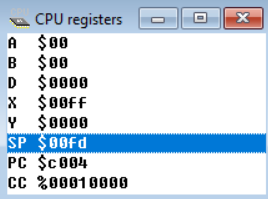 CPU registers
A $00
B $00
D $0000
X $00ff
Y $0000
SP $00fd
PC $c004
CC %00010000